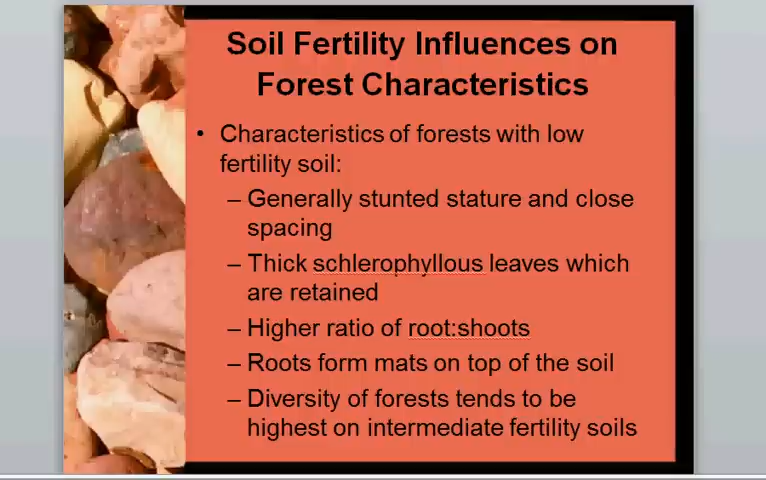 Soil Fertility Influences on
Forest Characteristics
• Characteristics of forests with low
fertility soil:
– Generally stunted stature and close
spacing
– Thick schlerophyllous leaves which
are retained
– Higher ratio of root:shoots
– Roots form mats on top of the soil
– Diversity of forests tends to be
highest on intermediate fertility soils